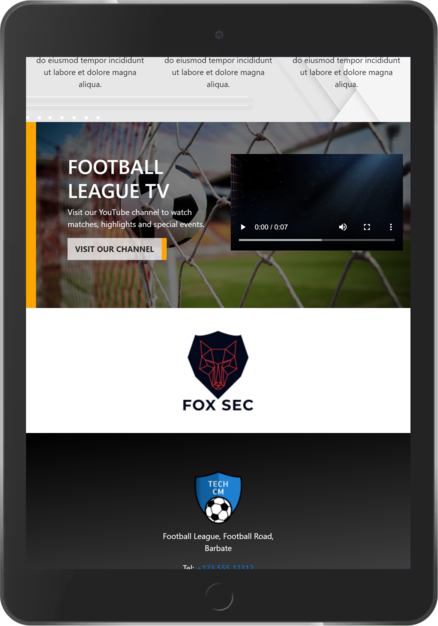 do eiusmod tempor incididunt
ut labore et dolore magna
aliqua.
do eiusmod tempor incididunt
ut labore et dolore magna
aliqua.
do eiusmod tempor incididunt
ut labore et dolore magna
aliqua.
FOOTBALL
LEAGUE TV
Visit our YouTube channel to watch
matches, highlights and special events.
VISIT OUR CHANNEL
0:00 / 0:07
FOX SEC
TECH
CM
Football League, Football Road,
Barbate
Tel: